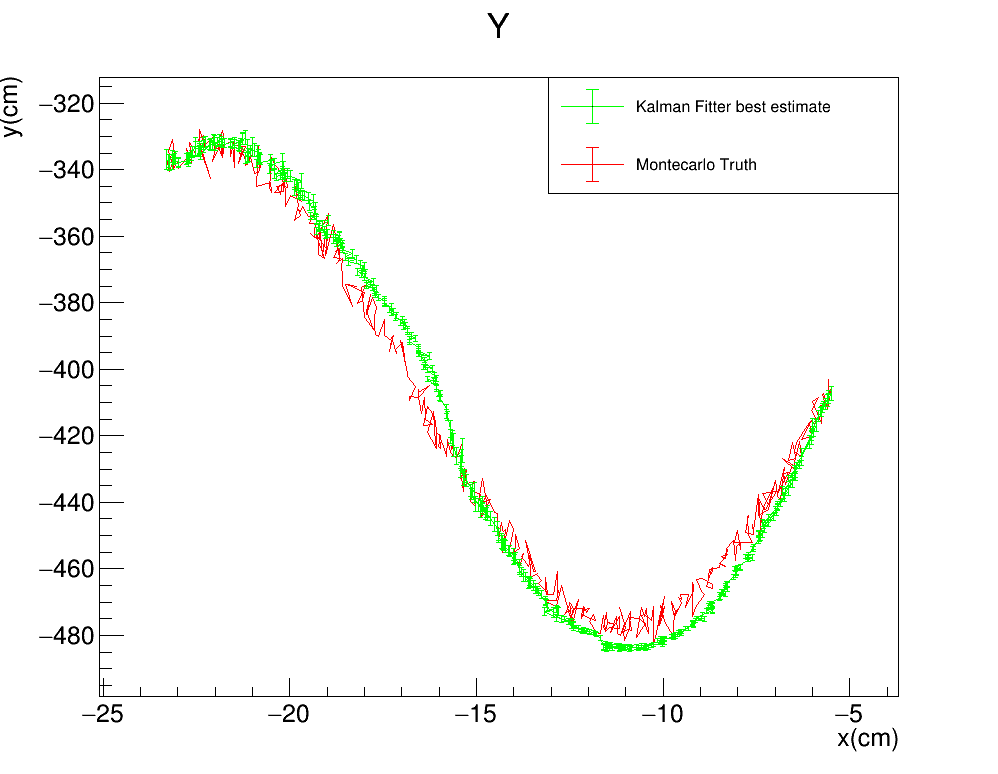 Y
y(cm)
Kalman Fitter best estimate
Montecarlo Truth
−320
−340
−360
−380
−400
−420
−440
−460
−480
−25 −20 −15 −10 −5
x(cm)